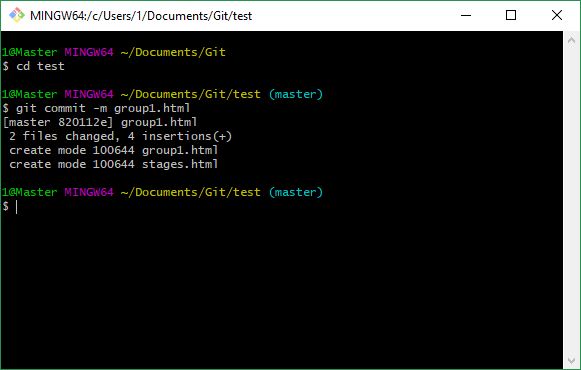 MINGW64:/c/Users/1/Documents/Git/test
1@Master MINGW64 ~/Documents/Git
$ cd test
1@Master MINGW64 ~/Documents/Git/test (master)
$ git commit -m group1.html
[master 820112e] group1.html
 2 files changed, 4 insertions(+)
 create mode 100644 group1.html
 create mode 100644 stages.html
1@Master MINGW64 ~/Documents/Git/test (master)
$